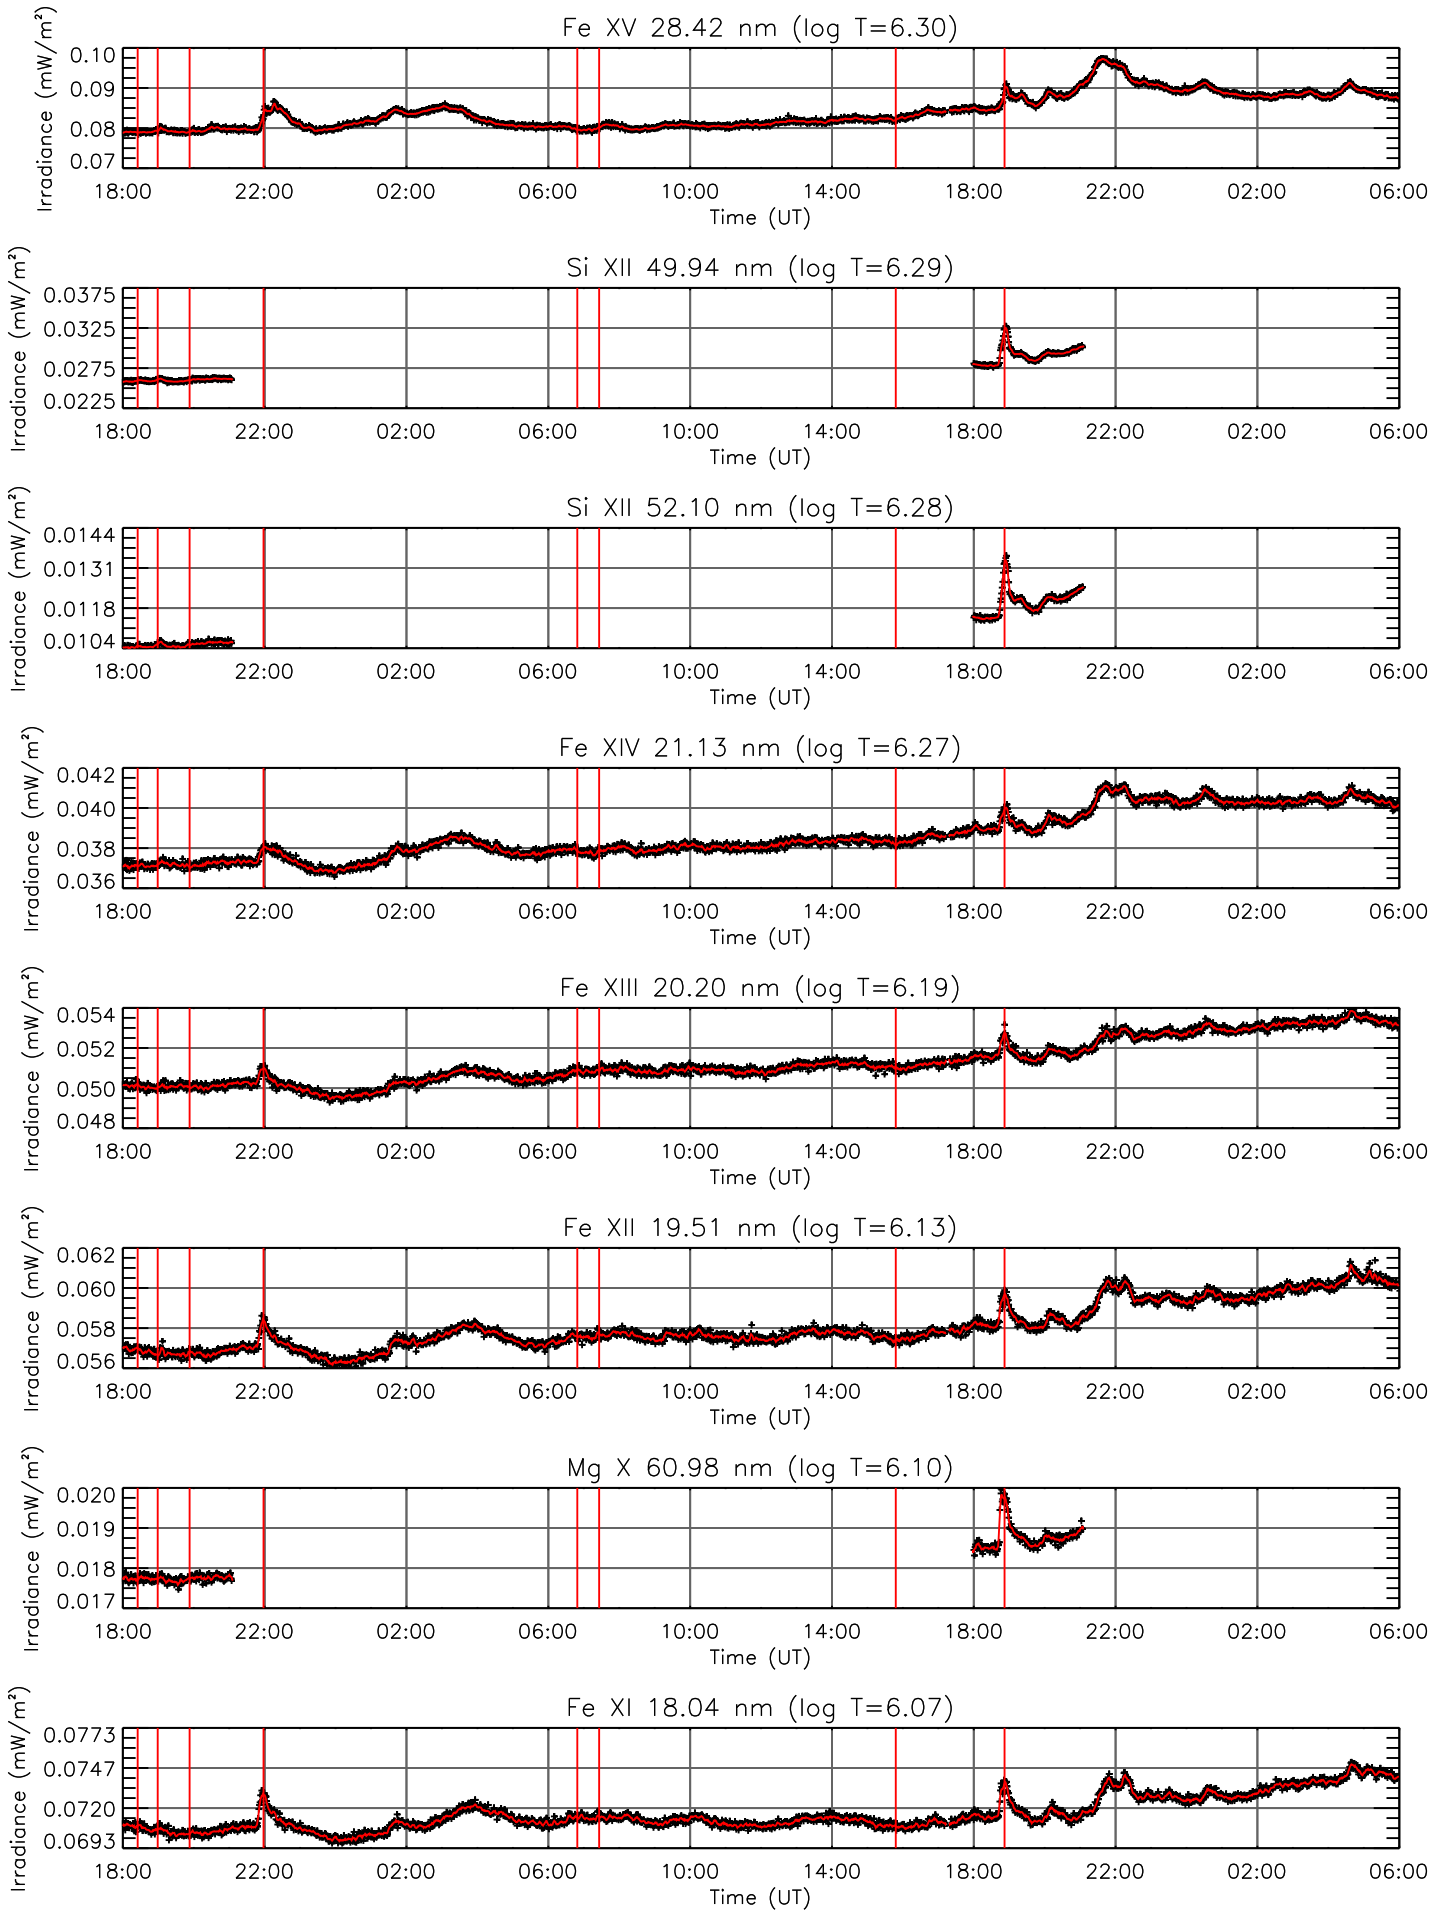 Fe XV 28.42 nm (log T=6.30)
Irradiance (mW/m²)
0.10
0.09
0.08
0.07
18:00 22:00 02:00 06:00 10:00 14:00 18:00 22:00 02:00 06:00
Time (UT)
Si XII 49.94 nm (log T=6.29)
Irradiance (mW/m²)
0.0375
0.0325
0.0275
0.0225
18:00 22:00 02:00 06:00 10:00 14:00 18:00 22:00 02:00 06:00
Time (UT)
Si XII 52.10 nm (log T=6.28)
Irradiance (mW/m²)
0.0144
0.0131
0.0118
0.0104
18:00 22:00 02:00 06:00 10:00 14:00 18:00 22:00 02:00 06:00
Time (UT)
Fe XIV 21.13 nm (log T=6.27)
Irradiance (mW/m²)
0.042
0.040
0.038
0.036
18:00 22:00 02:00 06:00 10:00 14:00 18:00 22:00 02:00 06:00
Time (UT)
Fe XIII 20.20 nm (log T=6.19)
Irradiance (mW/m²)
0.054
0.052
0.050
0.048
18:00 22:00 02:00 06:00 10:00 14:00 18:00 22:00 02:00 06:00
Time (UT)
Fe XII 19.51 nm (log T=6.13)
Irradiance (mW/m²)
0.062
0.060
0.058
0.056
18:00 22:00 02:00 06:00 10:00 14:00 18:00 22:00 02:00 06:00
Time (UT)
Mg X 60.98 nm (log T=6.10)
Irradiance (mW/m²)
0.020
0.019
0.018
0.017
18:00 22:00 02:00 06:00 10:00 14:00 18:00 22:00 02:00 06:00
Time (UT)
Fe XI 18.04 nm (log T=6.07)
Irradiance (mW/m²)
0.0773
0.0747
0.0720
0.0693
18:00 22:00 02:00 06:00 10:00 14:00 18:00 22:00 02:00 06:00
Time (UT)